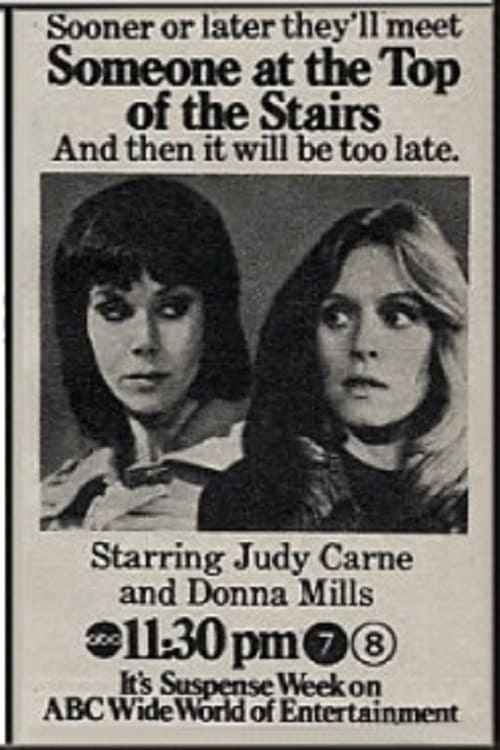 Sooner or later they'll meet
Someone at the Top
of the Stairs
And then it will be too late.
Starring Judy Carne
and Donna Mills
abc 11:30 pm 7 8
It's Suspense Week on
ABC Wide World of Entertainment